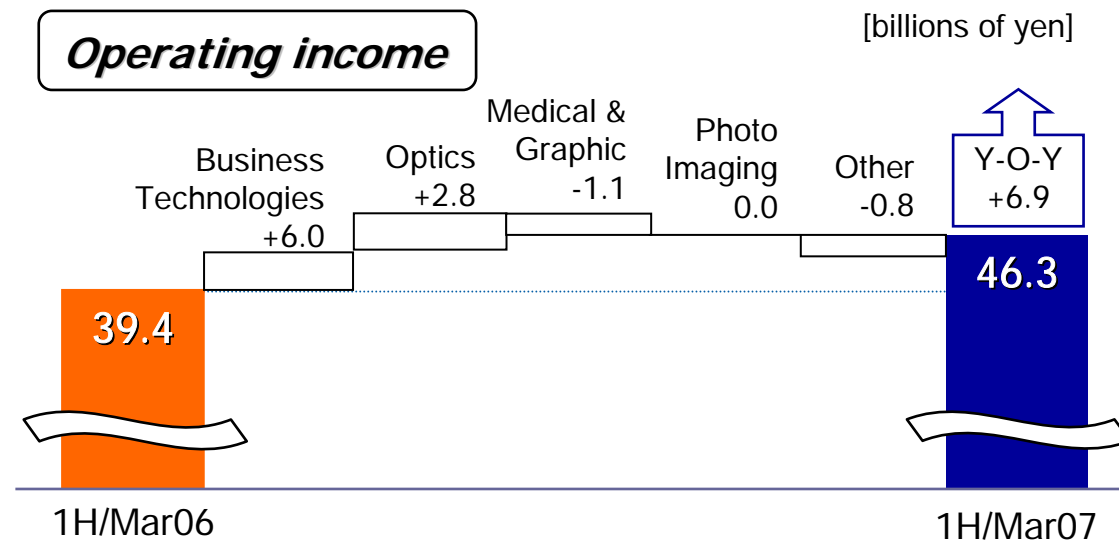 Operating income
[billions of yen]
Business
Technologies
+6.0
Optics
+2.8
Medical &
Graphic
-1.1
Photo
Imaging
0.0
Other
-0.8
Y-O-Y
+6.9
39.4
46.3
1H/Mar06
1H/Mar07